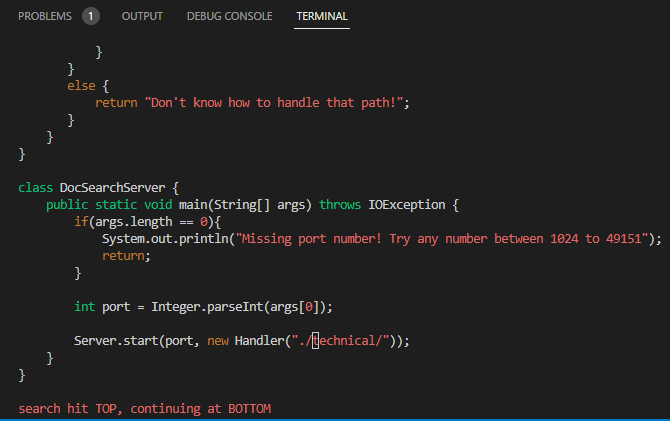 PROBLEMS 1 OUTPUT DEBUG CONSOLE TERMINAL
            }
        }
        else {
            return "Don't know how to handle that path!";
        }
    }
}

class DocSearchServer {
    public static void main(String[] args) throws IOException {
        if(args.length == 0){
            System.out.println("Missing port number! Try any number between 1024 to 49151");
            return;
        }

        int port = Integer.parseInt(args[0]);

        Server.start(port, new Handler("./technical/"));
    }
}

search hit TOP, continuing at BOTTOM